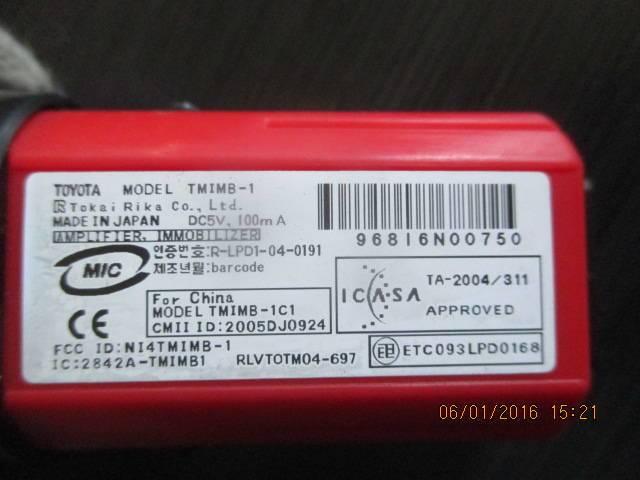 TOYOTA MODEL TMIMB-1
Tokai Rika Co., Ltd.
MADE IN JAPAN DC5V, 100mA
AMPLIFIER, IMMOBILIZER
96816N00750
MIC
인증번호:R-LPD1-04-0191
제조년월:barcode
For China
MODEL TMIMB-1C1
CMII ID:2005DJ0924
ICASA
TA-2004/311
APPROVED
CE
FCC ID:NI4TMIMB-1
IC:2842A-TMIMB1
RLVTOTM04-697
ETC093LPD0168
06/01/2016 15:21